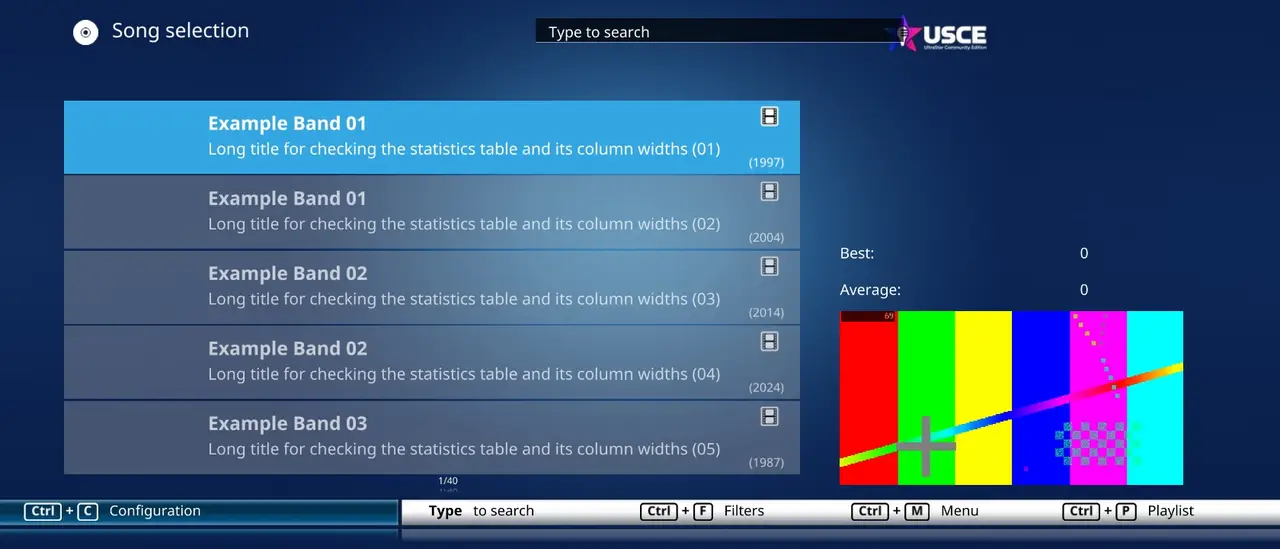 Song selection
Type to search
USCE
UltraStar Community Edition
Example Band 01
Long title for checking the statistics table and its column widths (01)
(1997)
Example Band 01
Long title for checking the statistics table and its column widths (02)
(2004)
Example Band 02
Long title for checking the statistics table and its column widths (03)
(2014)
Example Band 02
Long title for checking the statistics table and its column widths (04)
(2024)
Example Band 03
Long title for checking the statistics table and its column widths (05)
(1987)
1/40
Best: 0
Average: 0
69
Ctrl + C Configuration
Type to search
Ctrl + F Filters
Ctrl + M Menu
Ctrl + P Playlist